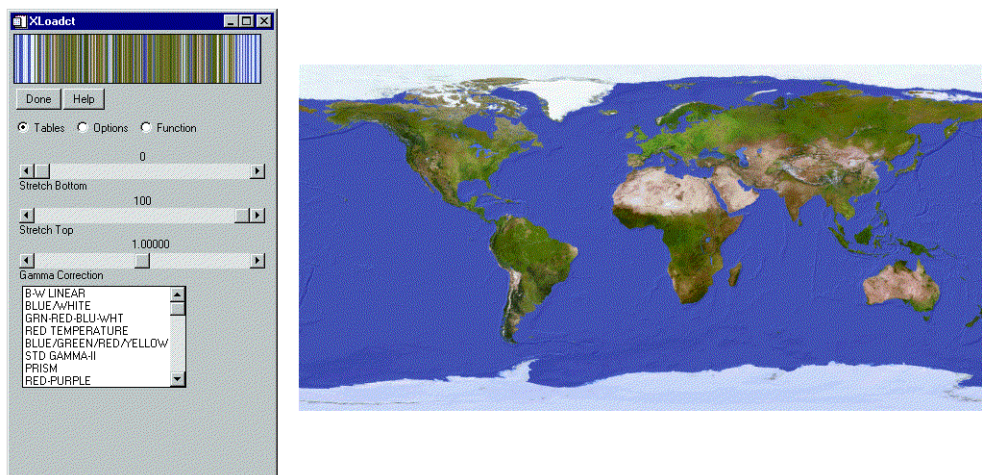 XLoadct
Done Help
Tables Options Function
0
Stretch Bottom
100
Stretch Top
1.00000
Gamma Correction
B-W LINEAR
BLUE/WHITE
GRN-RED-BLU-WHT
RED TEMPERATURE
BLUE/GREEN/RED/YELLOW
STD GAMMA-II
PRISM
RED-PURPLE